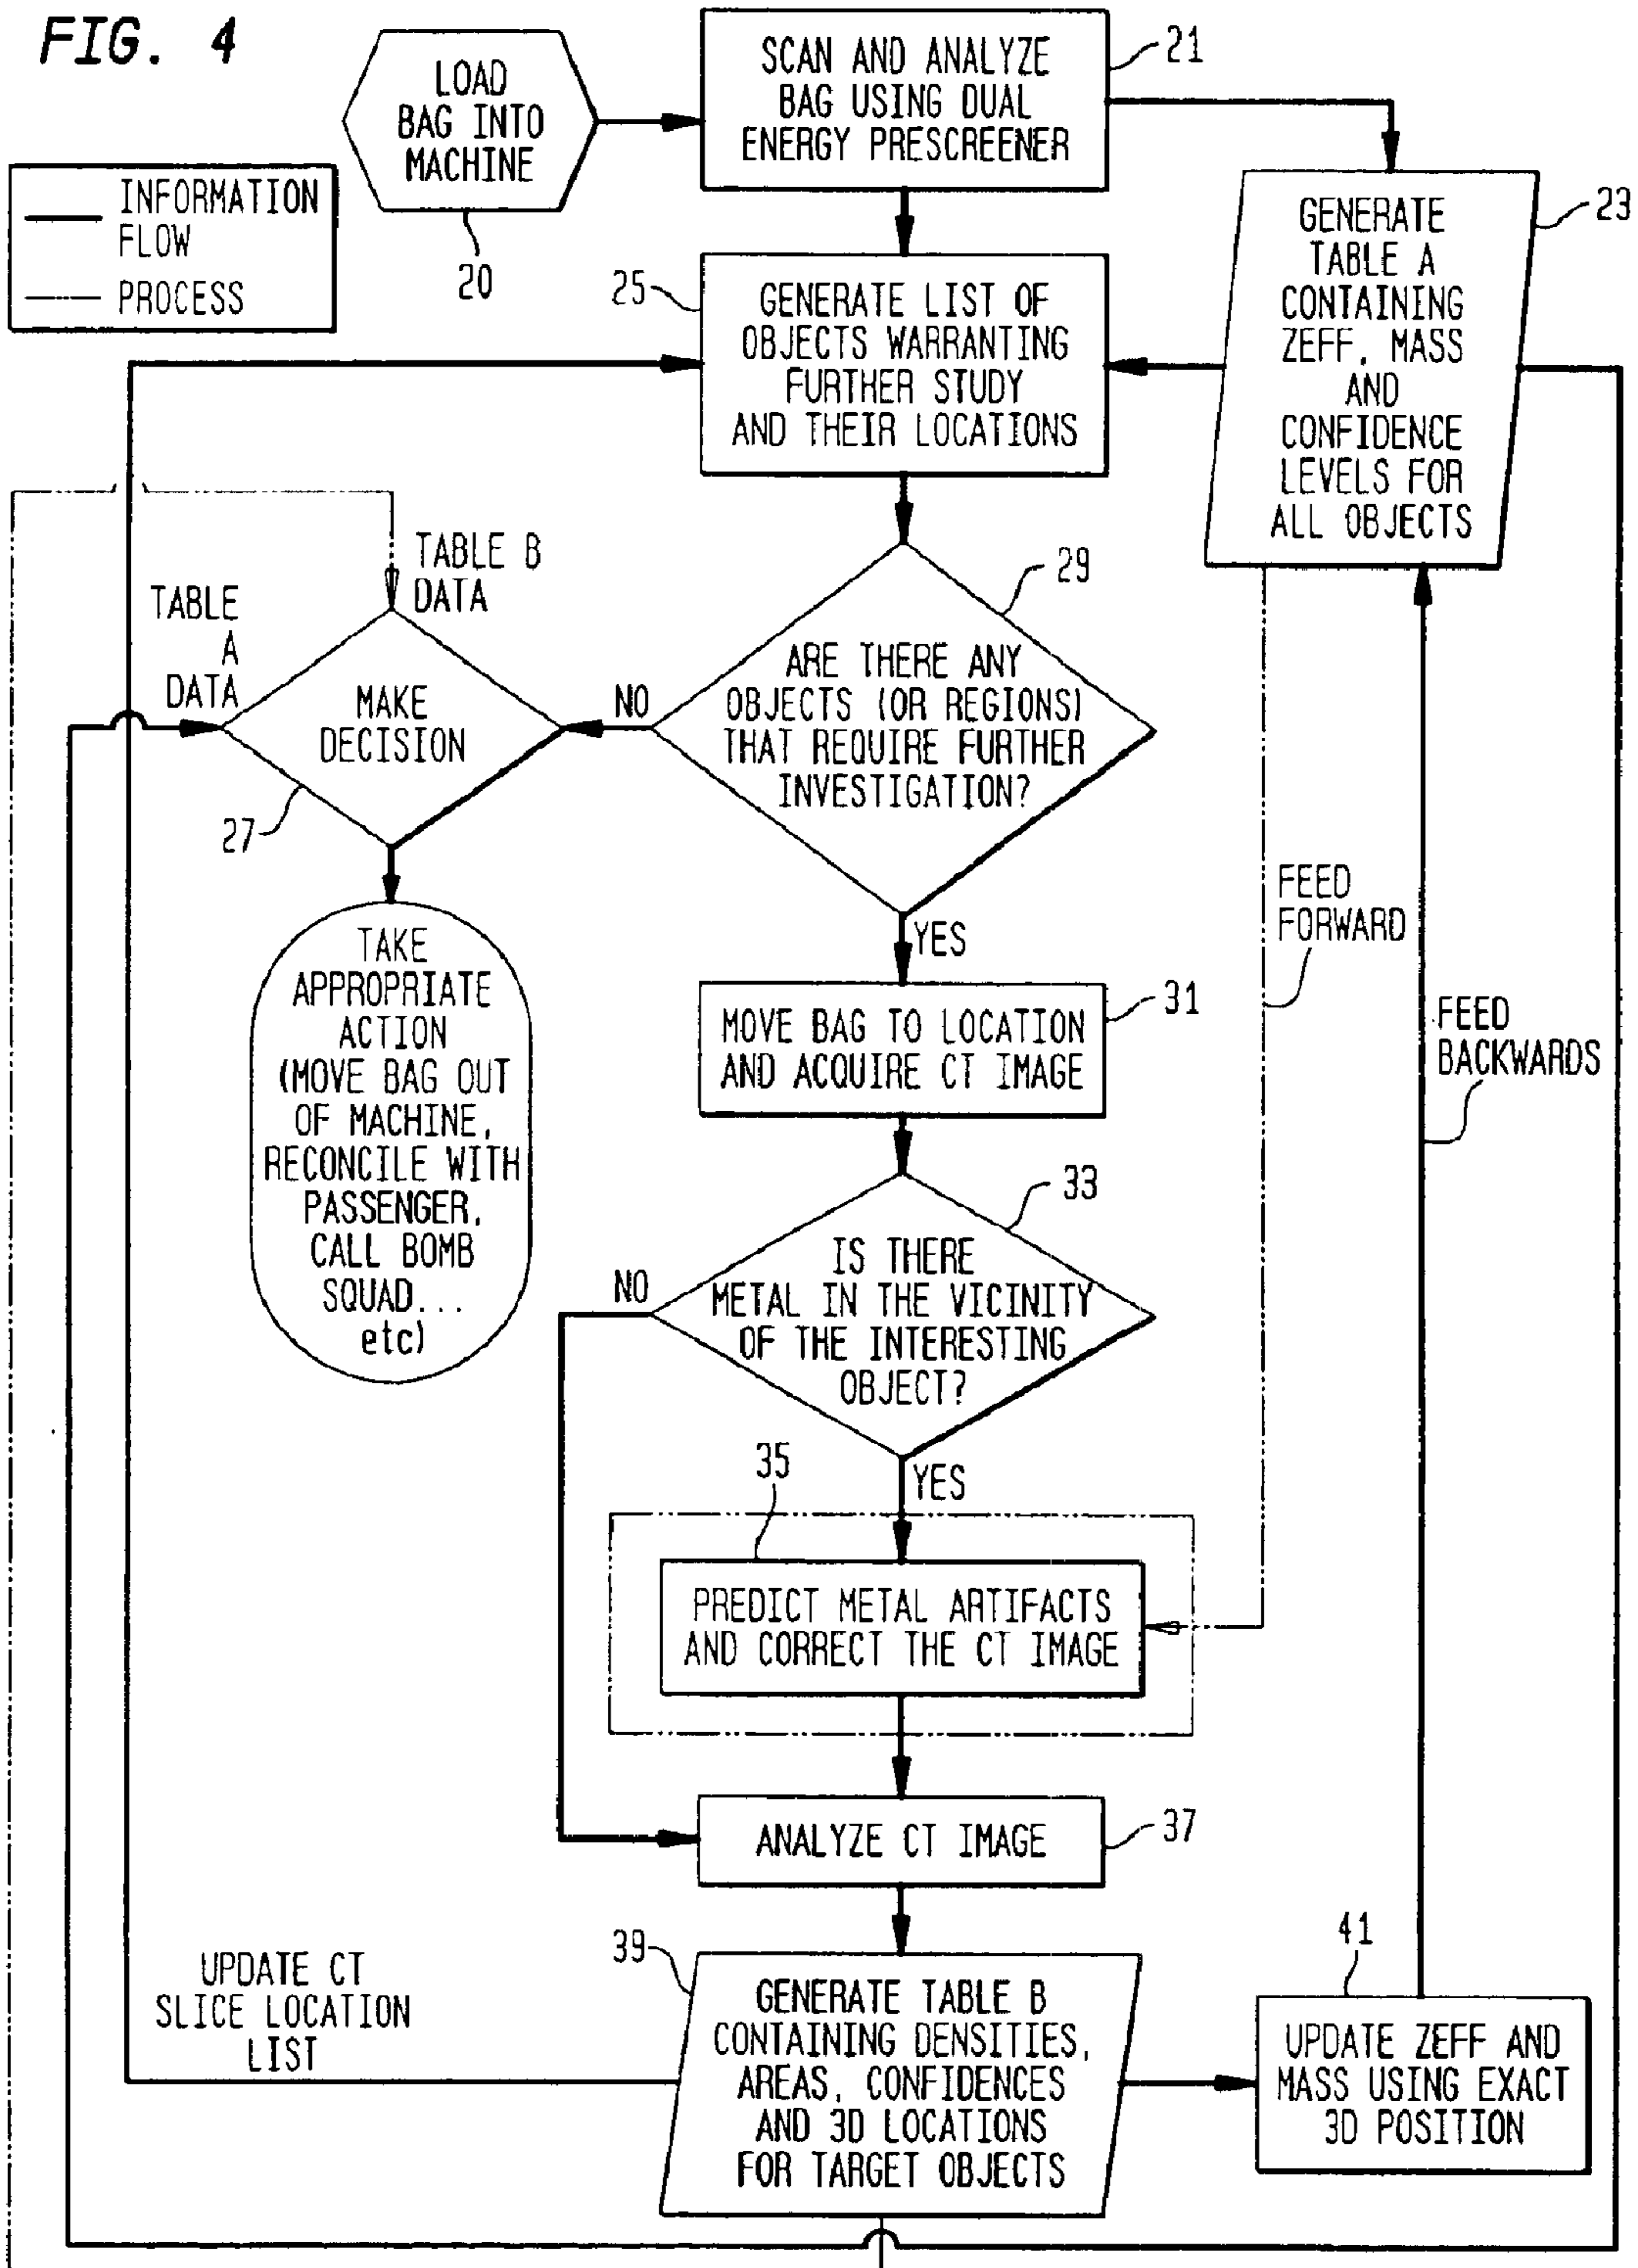 FIG. 4
LOAD
BAG INTO
MACHINE
20
SCAN AND ANALYZE
BAG USING DUAL
ENERGY PRESCREENER
21
INFORMATION
FLOW
PROCESS
GENERATE
TABLE A
CONTAINING
ZEFF, MASS
AND
CONFIDENCE
LEVELS FOR
ALL OBJECTS
23
25
GENERATE LIST OF
OBJECTS WARRANTING
FURTHER STUDY
AND THEIR LOCATIONS
TABLE B
DATA
TABLE
A
DATA
MAKE
DECISION
27
NO
29
ARE THERE ANY
OBJECTS (OR REGIONS)
THAT REQUIRE FURTHER
INVESTIGATION?
YES
FEED
FORWARD
FEED
BACKWARDS
TAKE
APPROPRIATE
ACTION
(MOVE BAG OUT
OF MACHINE,
RECONCILE WITH
PASSENGER,
CALL BOMB
SQUAD...
etc)
MOVE BAG TO LOCATION
AND ACQUIRE CT IMAGE
31
33
IS THERE
METAL IN THE VICINITY
OF THE INTERESTING
OBJECT?
NO
YES
35
PREDICT METAL ARTIFACTS
AND CORRECT THE CT IMAGE
ANALYZE CT IMAGE
37
UPDATE CT
SLICE LOCATION
LIST
39
GENERATE TABLE B
CONTAINING DENSITIES,
AREAS, CONFIDENCES
AND 3D LOCATIONS
FOR TARGET OBJECTS
41
UPDATE ZEFF AND
MASS USING EXACT
3D POSITION